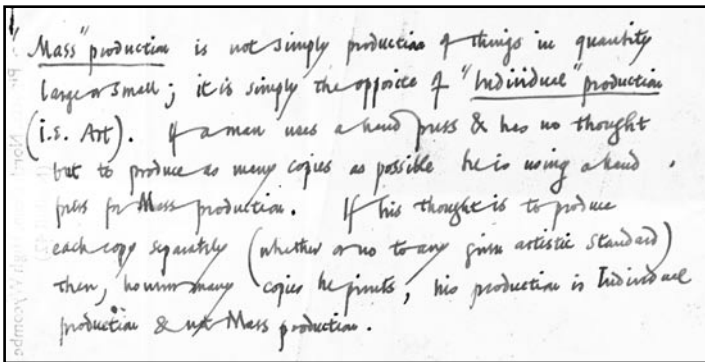 "Mass" production is not simply production of things in quantity
large or small; it is simply the opposite of "Individual" production
(i.e. Art). If a man uses a hand press & has no thought
but to produce as many copies as possible he is using a hand
press for Mass production. If his thought is to produce
each copy separately (whether or no to any given artistic standard)
then, however many copies he prints, his production is Individual
production & not Mass production.